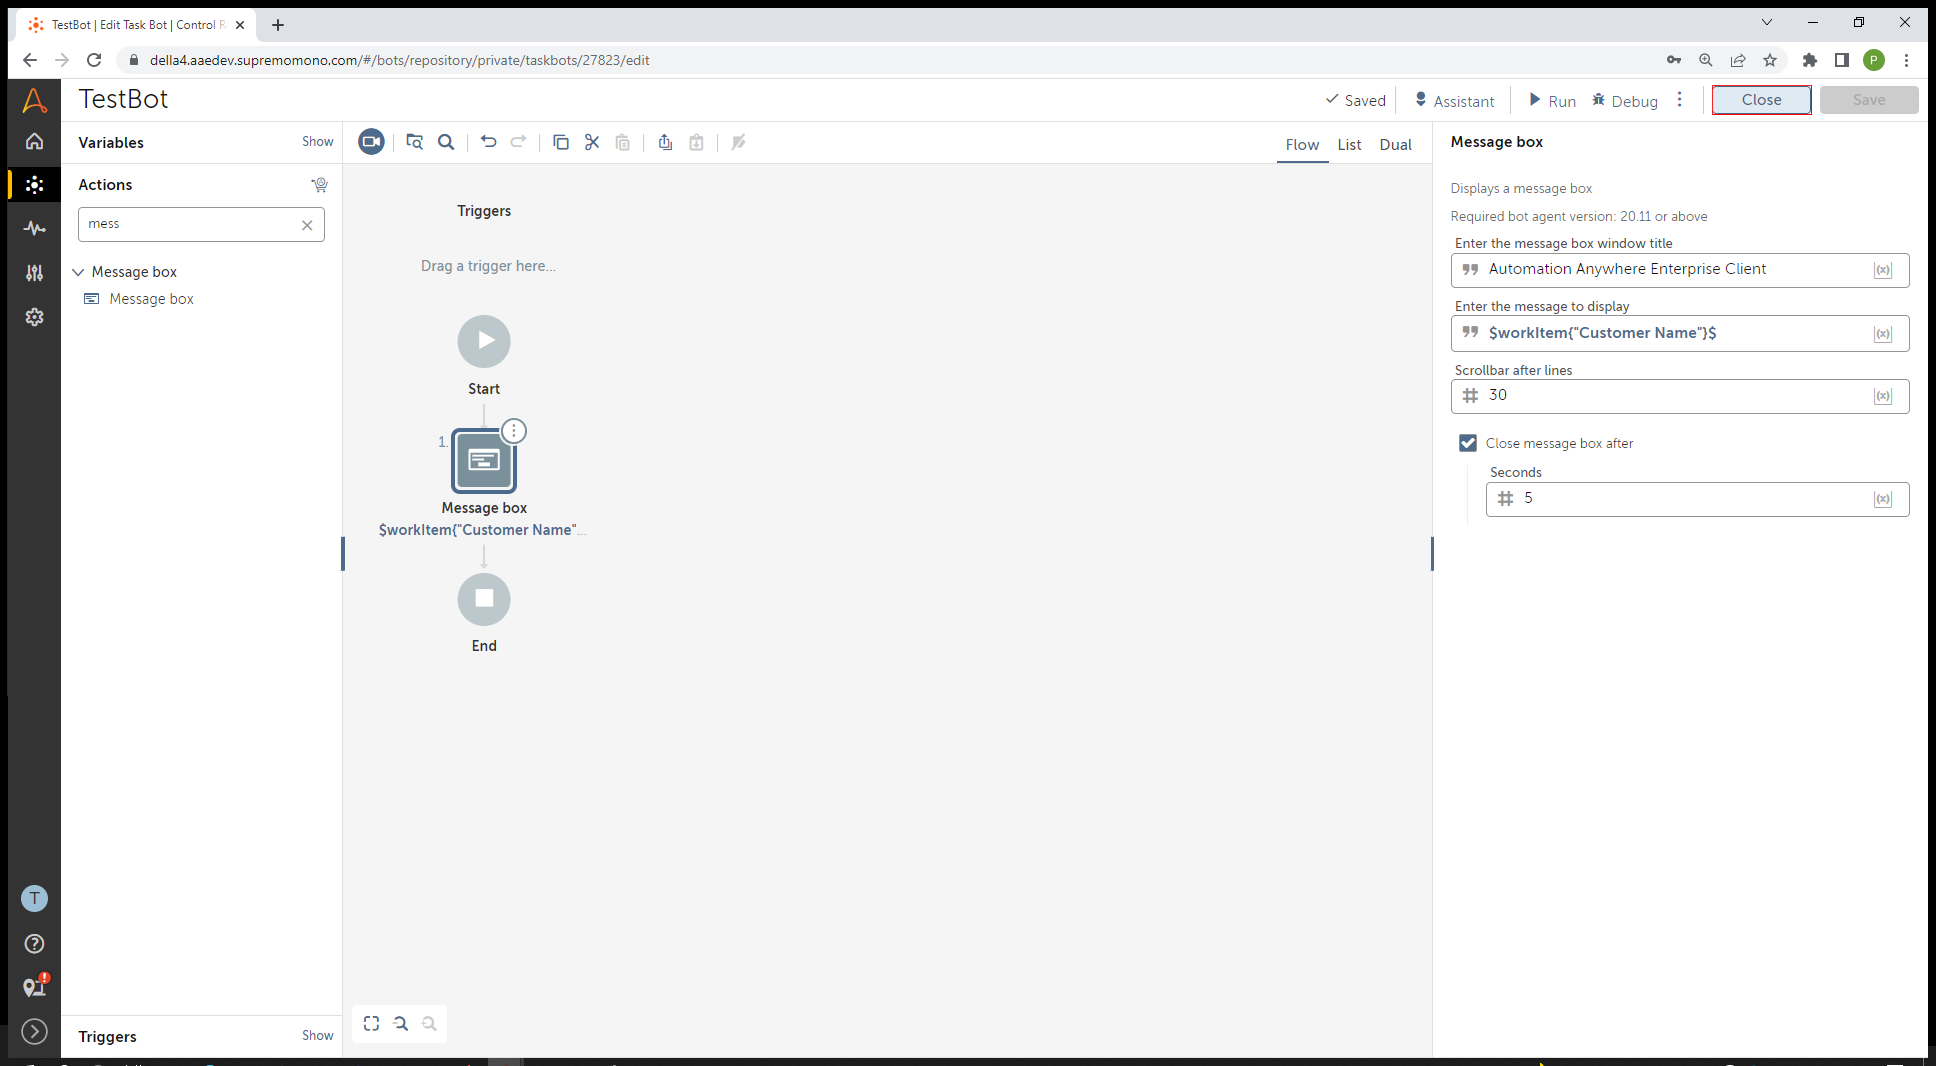 TestBot | Edit Task Bot | Control R
della4.aaedev.supremomono.com/#/bots/repository/private/taskbots/27823/edit
P
TestBot
Saved
Assistant
Run
Debug
Close
Save
Variables
Show
Flow
List
Dual
Message box
Actions
mess
Message box
Message box
Triggers
Drag a trigger here...
Start
1.
Message box
$workItem{"Customer Name"...
End
Displays a message box
Required bot agent version: 20.11 or above
Enter the message box window title
Automation Anywhere Enterprise Client
(x)
Enter the message to display
$workItem{"Customer Name"}$
(x)
Scrollbar after lines
30
(x)
Close message box after
Seconds
5
(x)
T
Triggers
Show